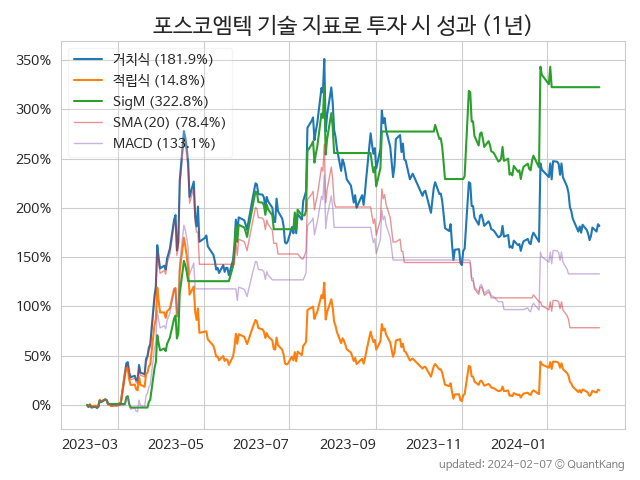 포스코엠텍 기술 지표로 투자 시 성과 (1년)
350%
300%
250%
200%
150%
100%
50%
0%
거치식 (181.9%)
적립식 (14.8%)
SigM (322.8%)
SMA(20) (78.4%)
MACD (133.1%)
2023-03 2023-05 2023-07 2023-09 2023-11 2024-01
updated: 2024-02-07 © QuantKang